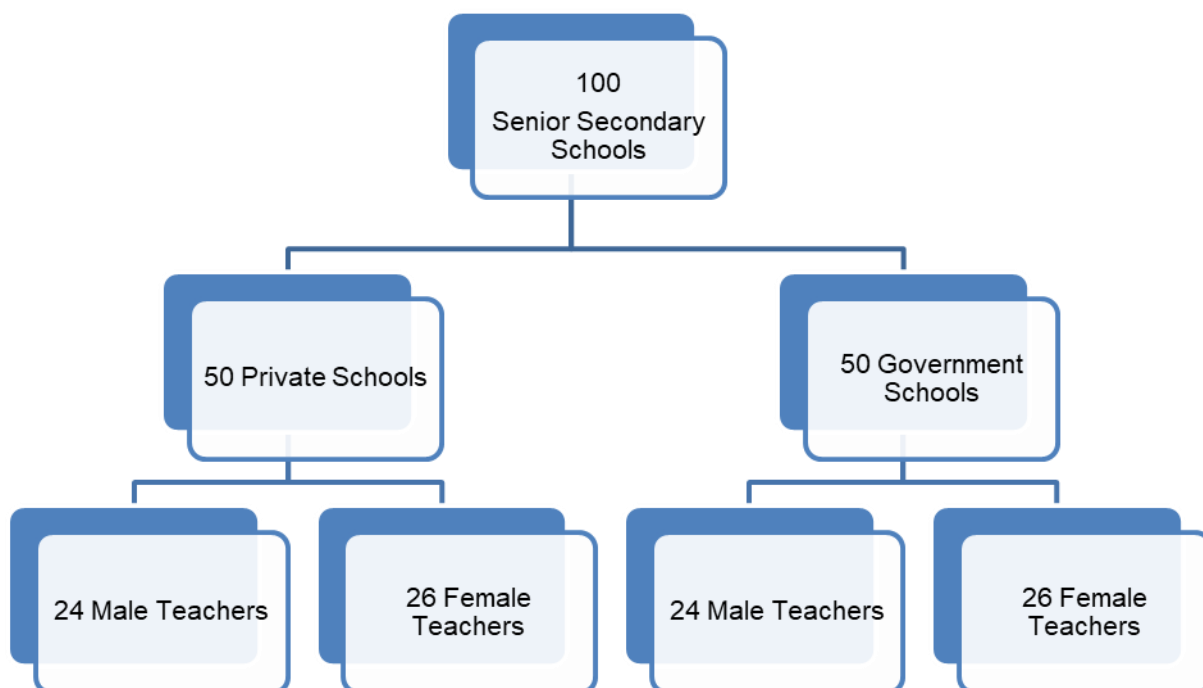 100
Senior Secondary
Schools
50 Private Schools
50 Government
Schools
24 Male Teachers
26 Female
Teachers
24 Male Teachers
26 Female
Teachers